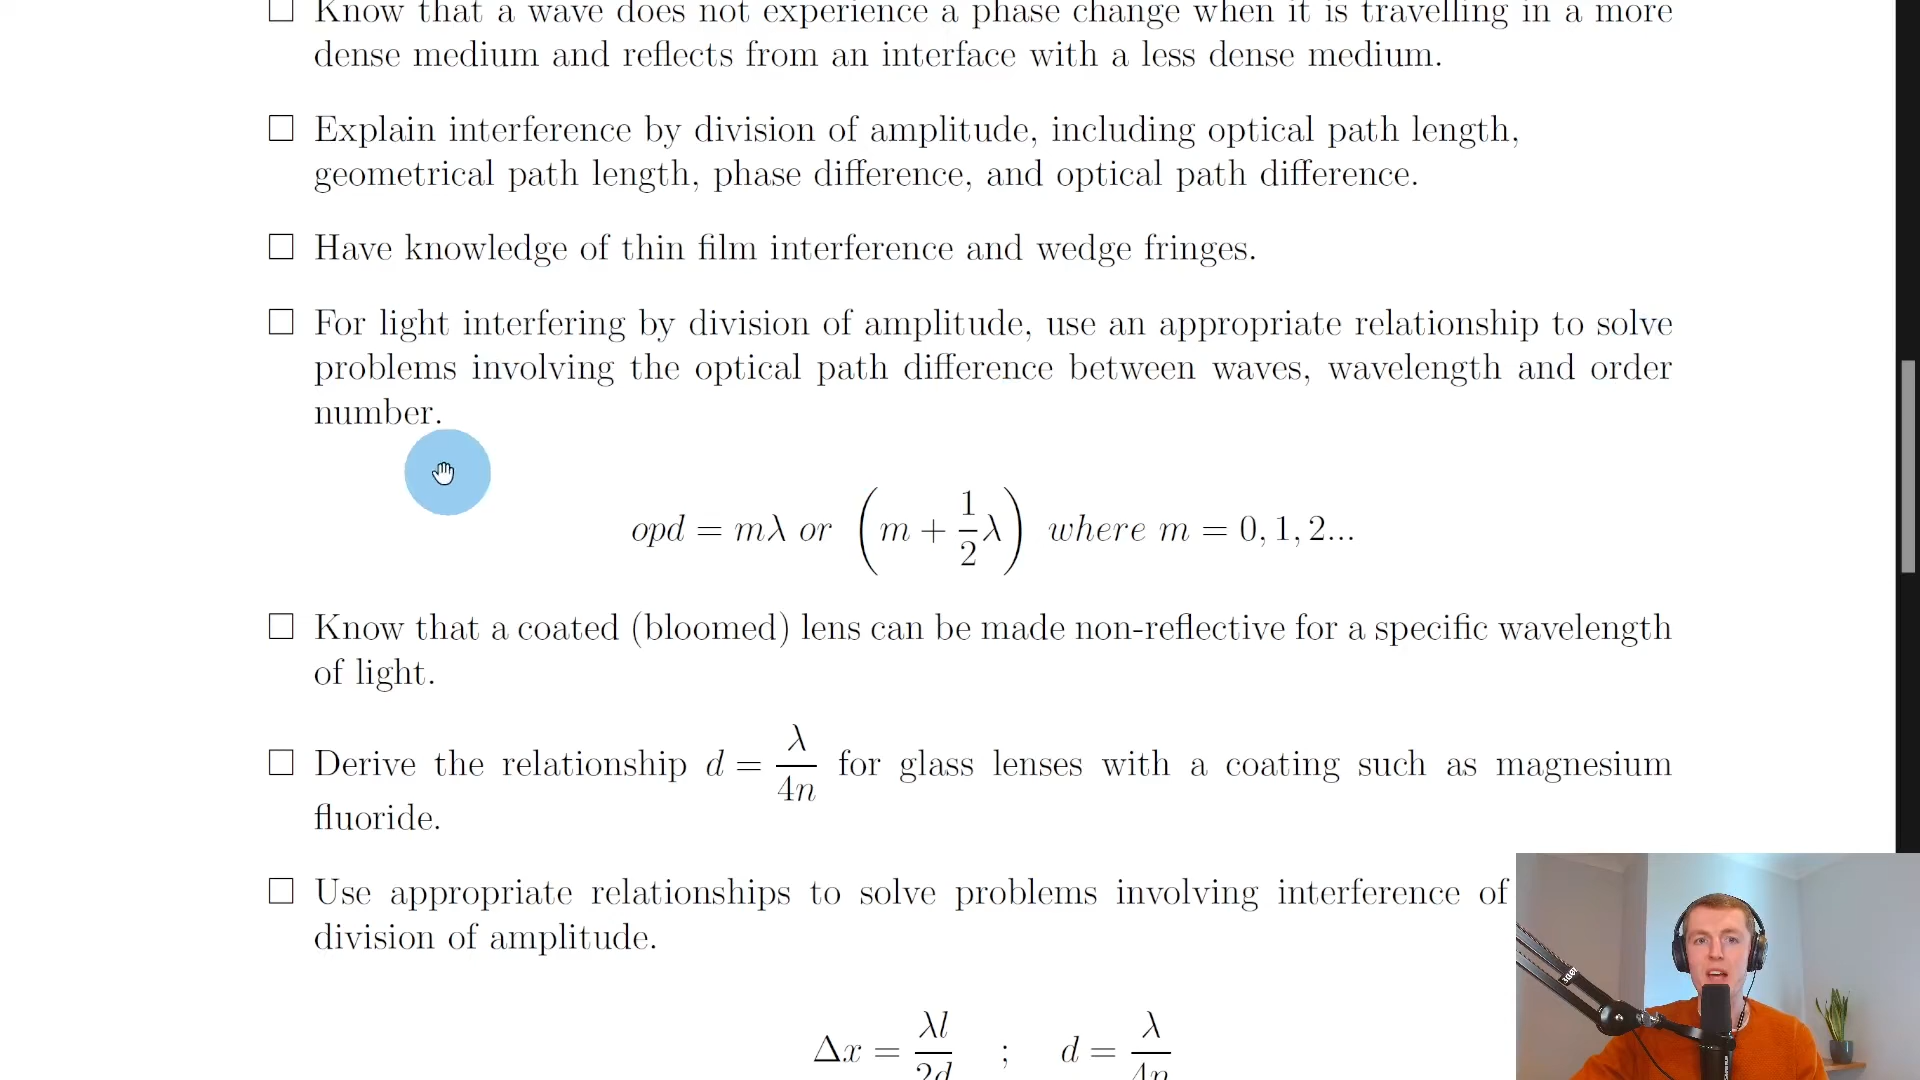 ☐ Know that a wave does not experience a phase change when it is travelling in a more
dense medium and reflects from an interface with a less dense medium.
☐ Explain interference by division of amplitude, including optical path length,
geometrical path length, phase difference, and optical path difference.
☐ Have knowledge of thin film interference and wedge fringes.
☐ For light interfering by division of amplitude, use an appropriate relationship to solve
problems involving the optical path difference between waves, wavelength and order
number.
opd = mλ or (m + 1/2 λ) where m = 0, 1, 2...
☐ Know that a coated (bloomed) lens can be made non-reflective for a specific wavelength
of light.
☐ Derive the relationship d = λ/4n for glass lenses with a coating such as magnesium
fluoride.
☐ Use appropriate relationships to solve problems involving interference of
division of amplitude.
Δx = λl/2d ; d = λ/4n